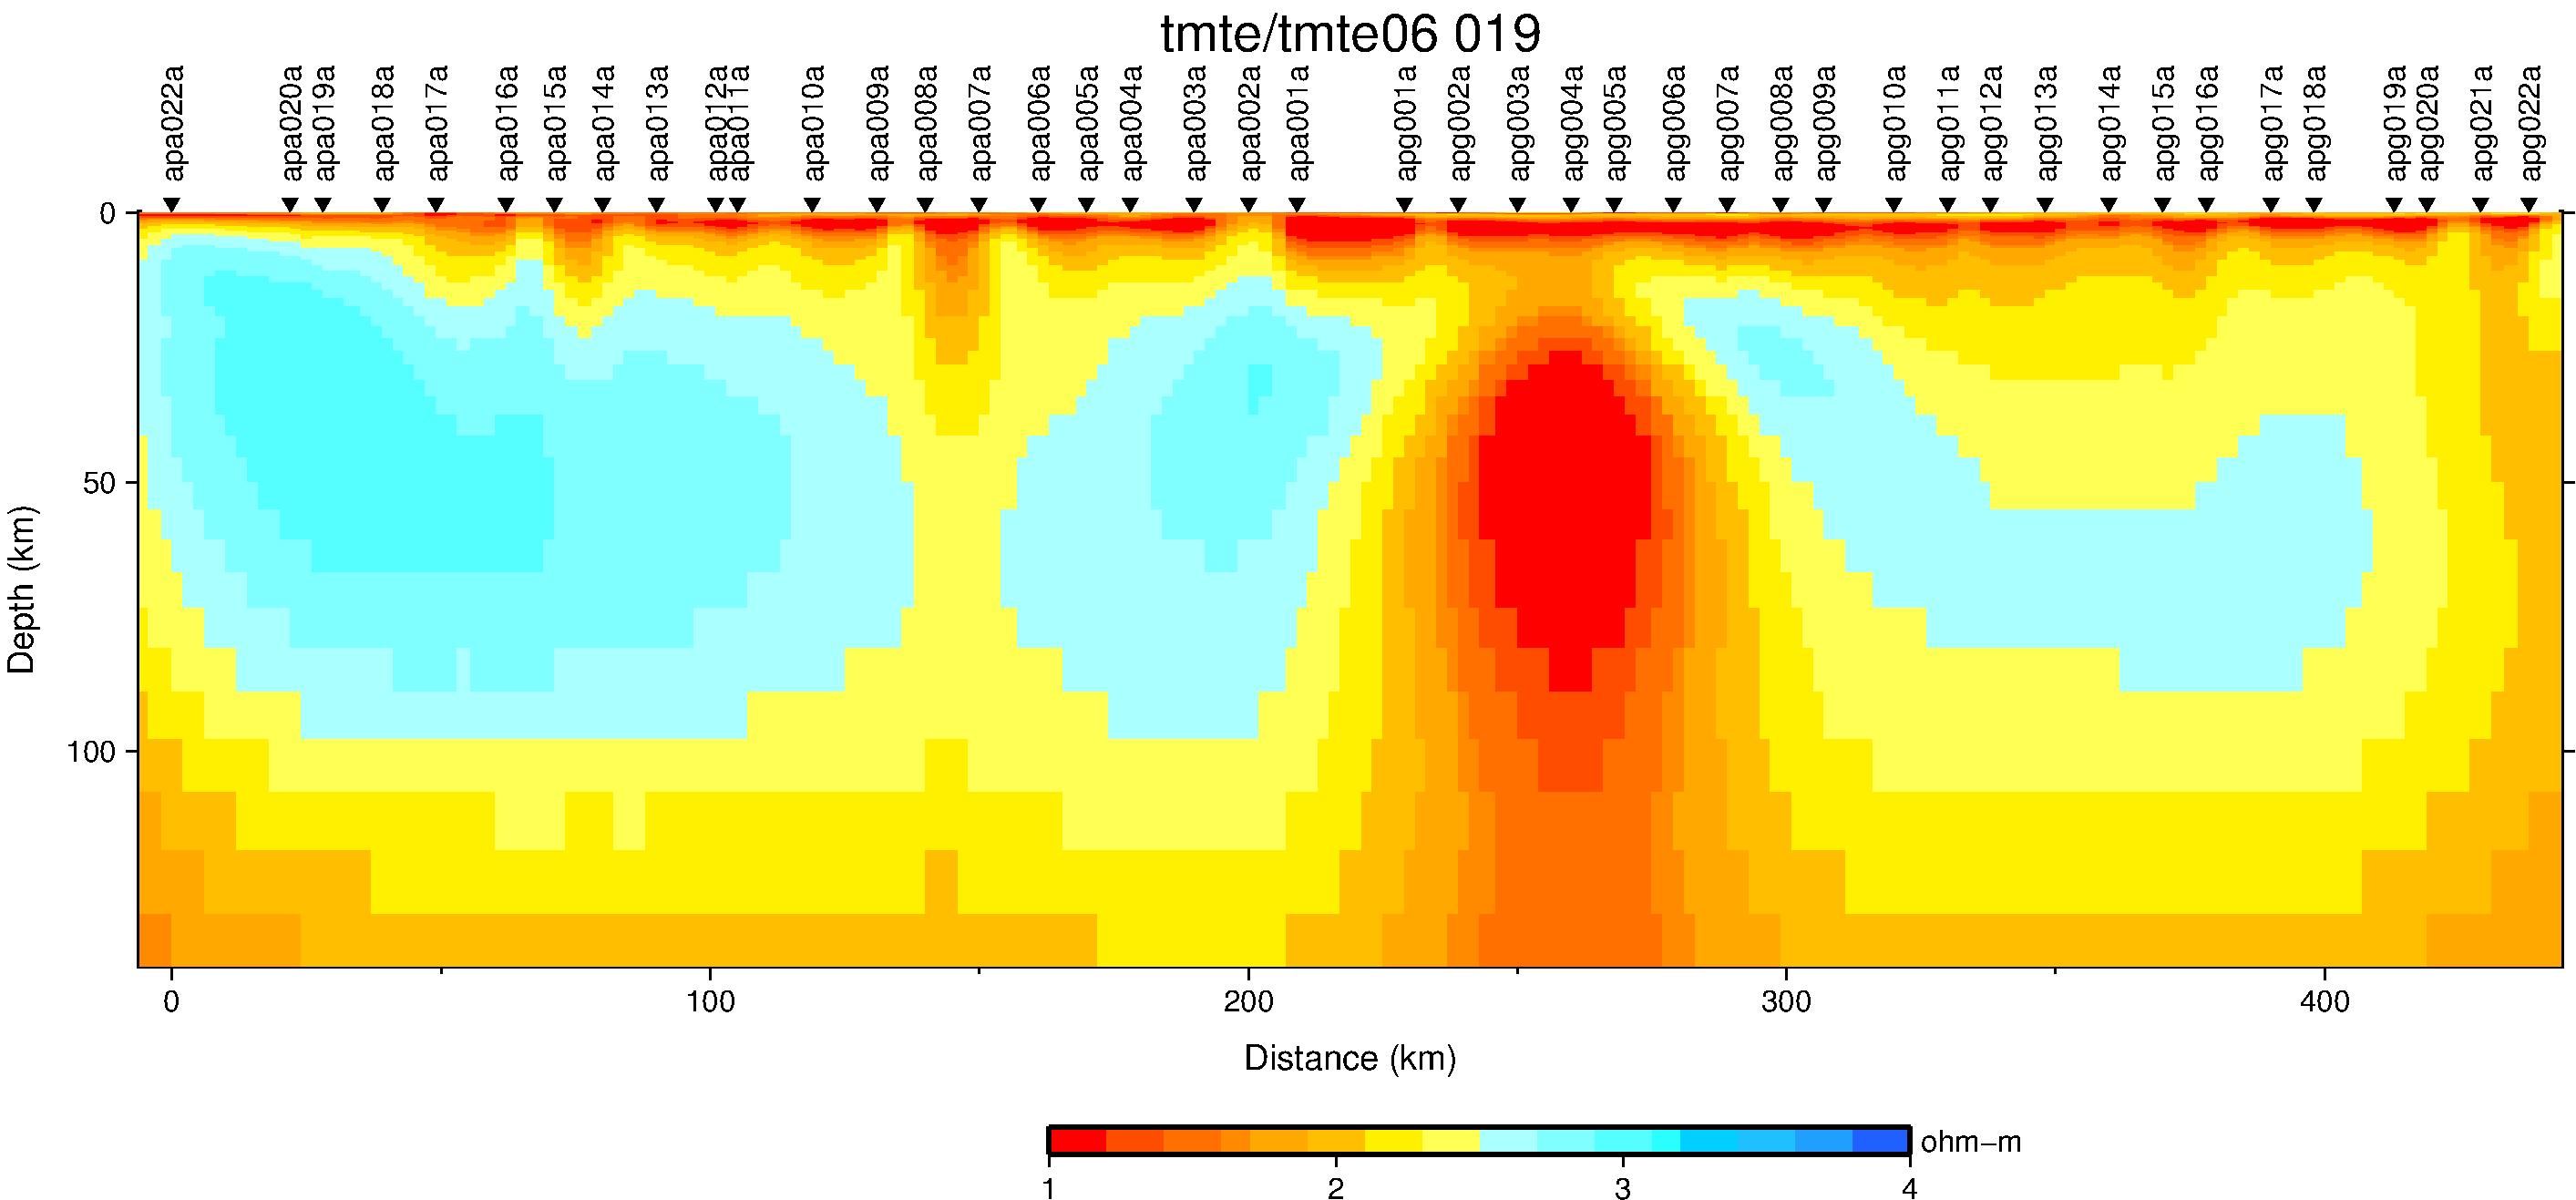 tmte/tmte06 019
apa022a apa020a apa019a apa018a apa017a apa016a apa015a apa014a apa013a apa012a apa011a apa010a apa009a apa008a apa007a apa006a apa005a apa004a apa003a apa002a apa001a apg001a apg002a apg003a apg004a apg005a apg006a apg007a apg008a apg009a apg010a apg011a apg012a apg013a apg014a apg015a apg016a apg017a apg018a apg019a apg020a apg021a apg022a
0
50
100
Depth (km)
0 100 200 300 400
Distance (km)
ohm−m
1 2 3 4